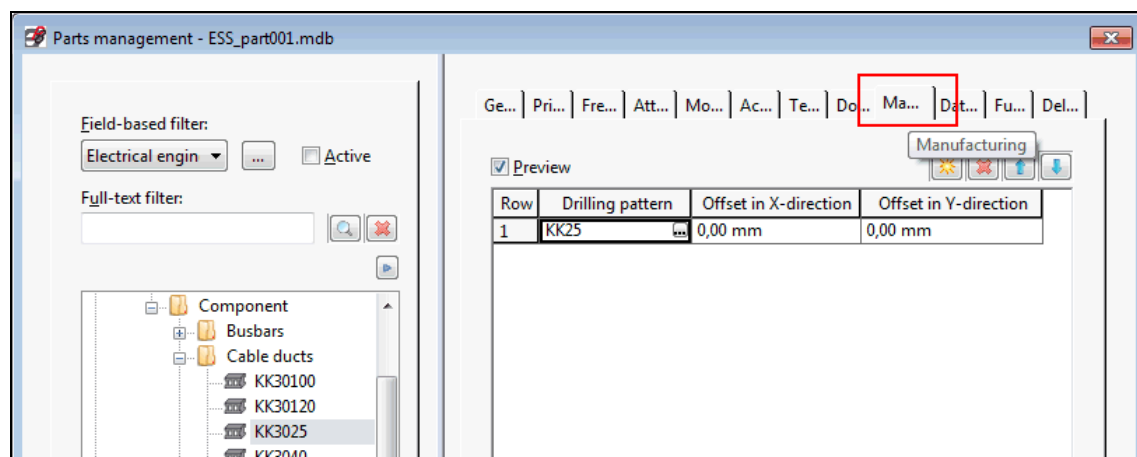 Parts management - ESS_part001.mdb
Field-based filter:
Electrical engin
...
Active
Full-text filter:
Component
Busbars
Cable ducts
KK30100
KK30120
KK3025
KK3040
Ge... Pri... Fre... Att... Mo... Ac... Te... Do... Ma... Dat... Fu... Del...
Manufacturing
Preview
Row Drilling pattern Offset in X-direction Offset in Y-direction
1 KK25 ... 0,00 mm 0,00 mm